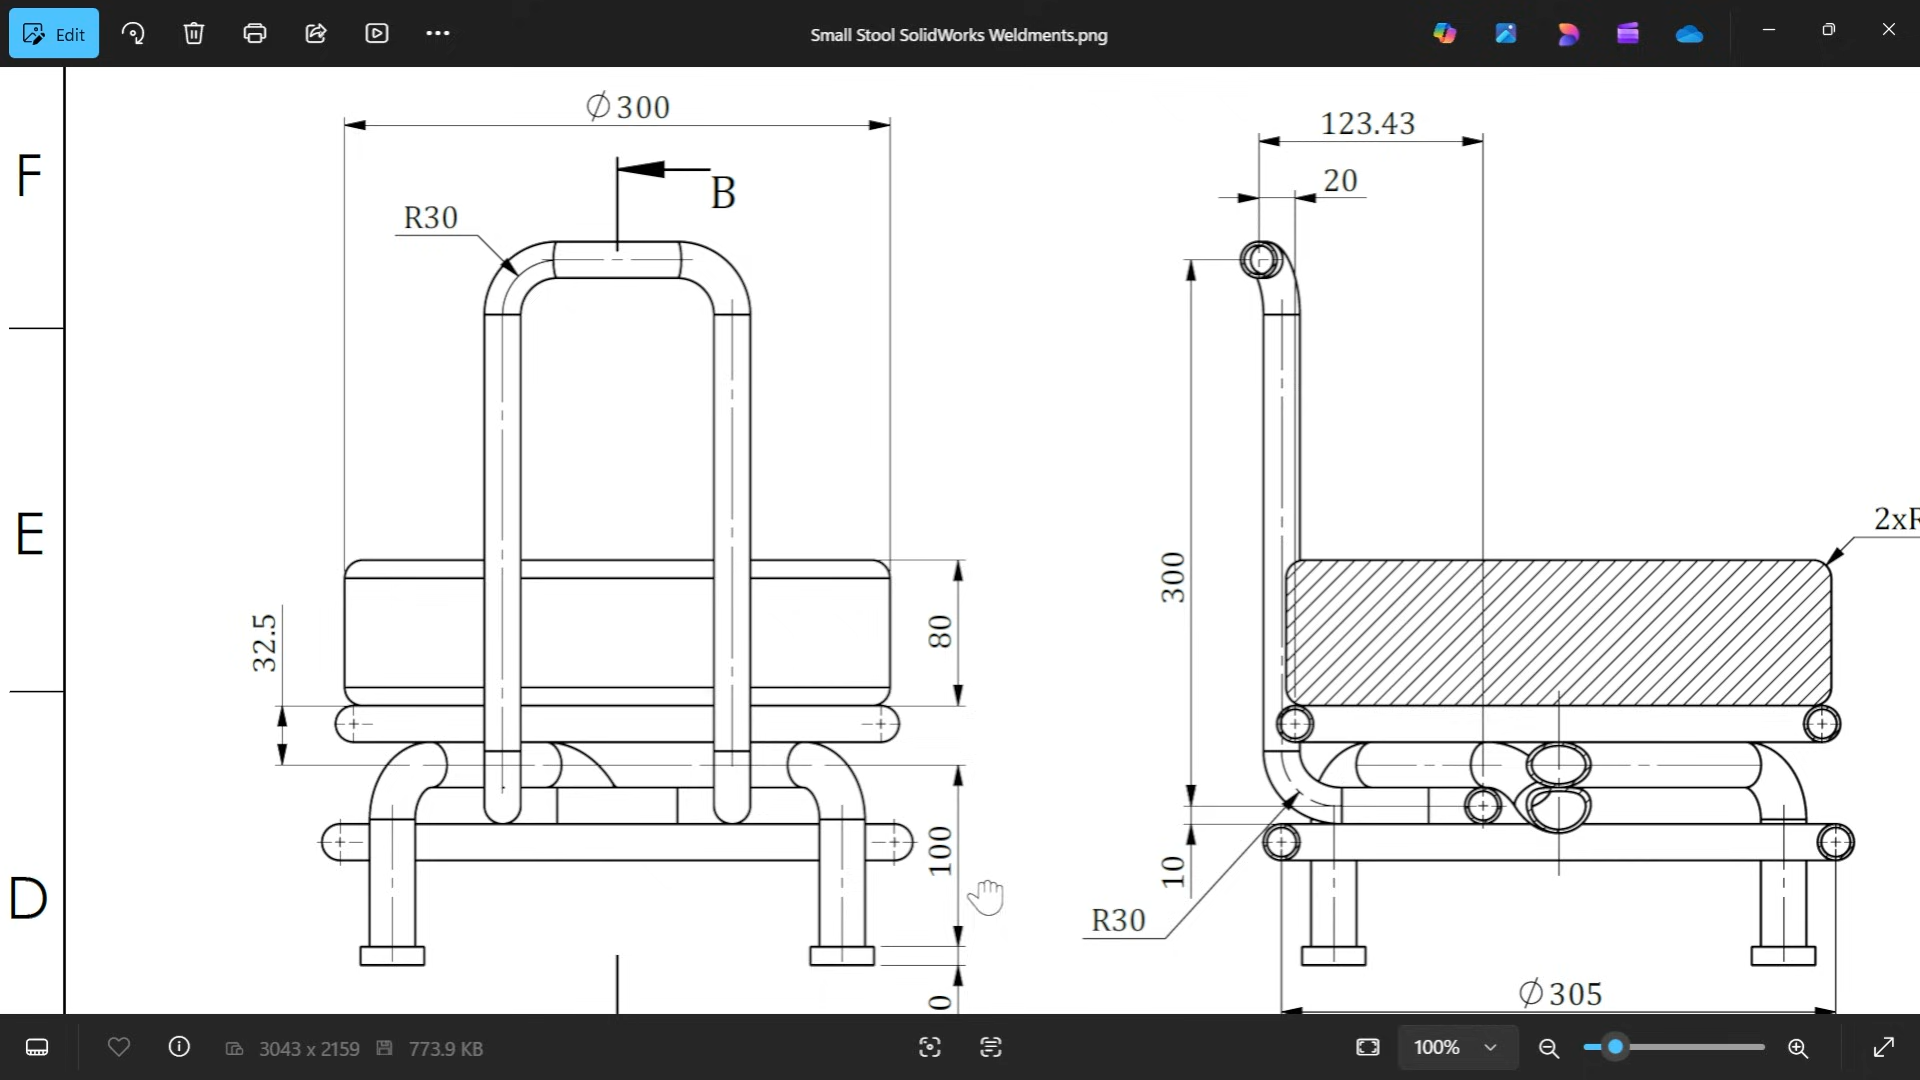 Edit
Small Stool SolidWorks Weldments.png
F
E
D
Ø300
B
R30
32.5
80
100
0
123.43
20
300
10
R30
2xR
Ø305
3043 x 2159
773.9 KB
100%